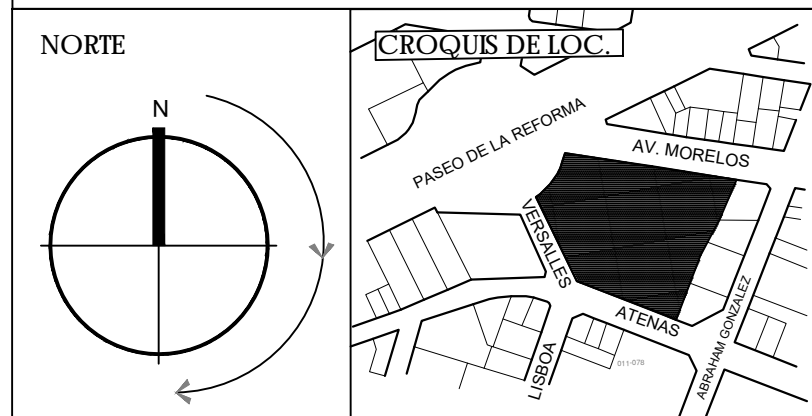 NORTE
N
CROQUIS DE LOC.
PASEO DE LA REFORMA
AV. MORELOS
VERSALLES
ATENAS
LISBOA
ABRAHAM GONZALEZ
011-078